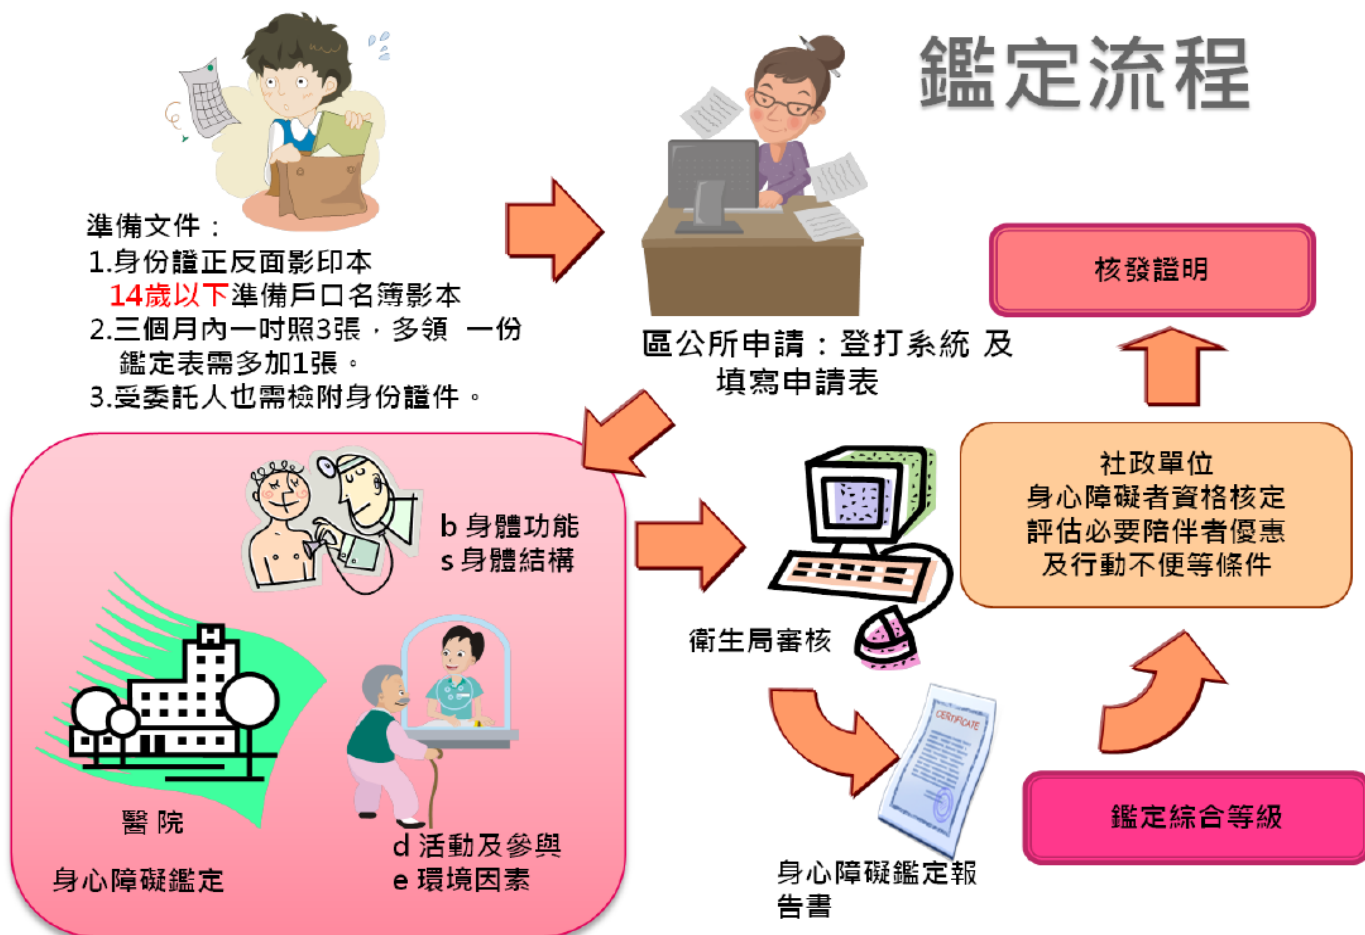 鑑定流程
準備文件：
1.身份證正反面影印本
14歲以下準備戶口名簿影本
2.三個月內一吋照3張，多領 一份
鑑定表需多加1張。
3.受委託人也需檢附身份證件。
區公所申請：登打系統 及
填寫申請表
b 身體功能
s 身體結構
醫院
身心障礙鑑定
d 活動及參與
e 環境因素
衛生局審核
CERTIFICATE
身心障礙鑑定報
告書
鑑定綜合等級
社政單位
身心障礙者資格核定
評估必要陪伴者優惠
及行動不便等條件
核發證明
H